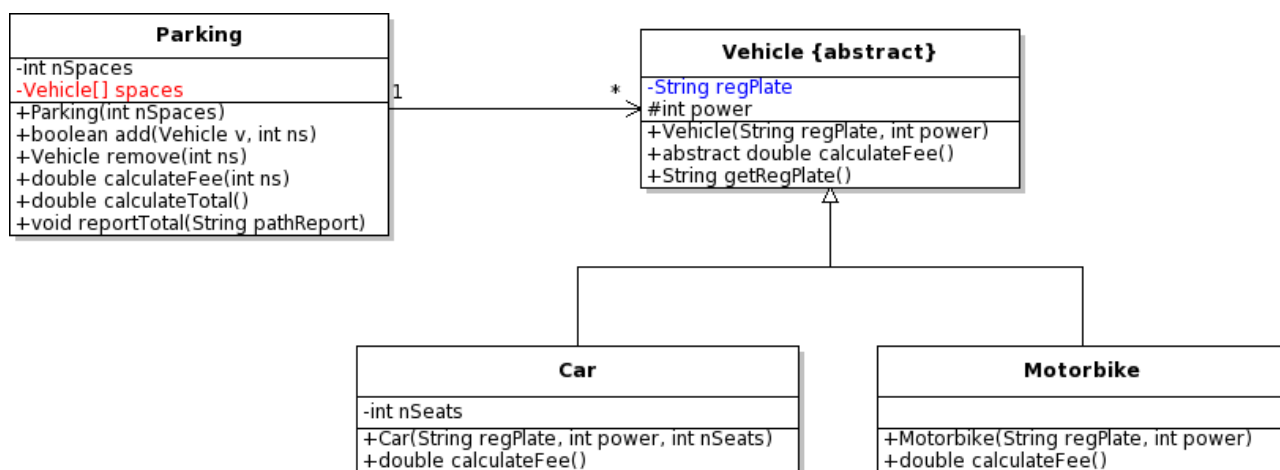 Parking
-int nSpaces
-Vehicle[] spaces
+Parking(int nSpaces)
+boolean add(Vehicle v, int ns)
+Vehicle remove(int ns)
+double calculateFee(int ns)
+double calculateTotal()
+void reportTotal(String pathReport)
1
*
Vehicle {abstract}
-String regPlate
#int power
+Vehicle(String regPlate, int power)
+abstract double calculateFee()
+String getRegPlate()
Car
-int nSeats
+Car(String regPlate, int power, int nSeats)
+double calculateFee()
Motorbike
+Motorbike(String regPlate, int power)
+double calculateFee()